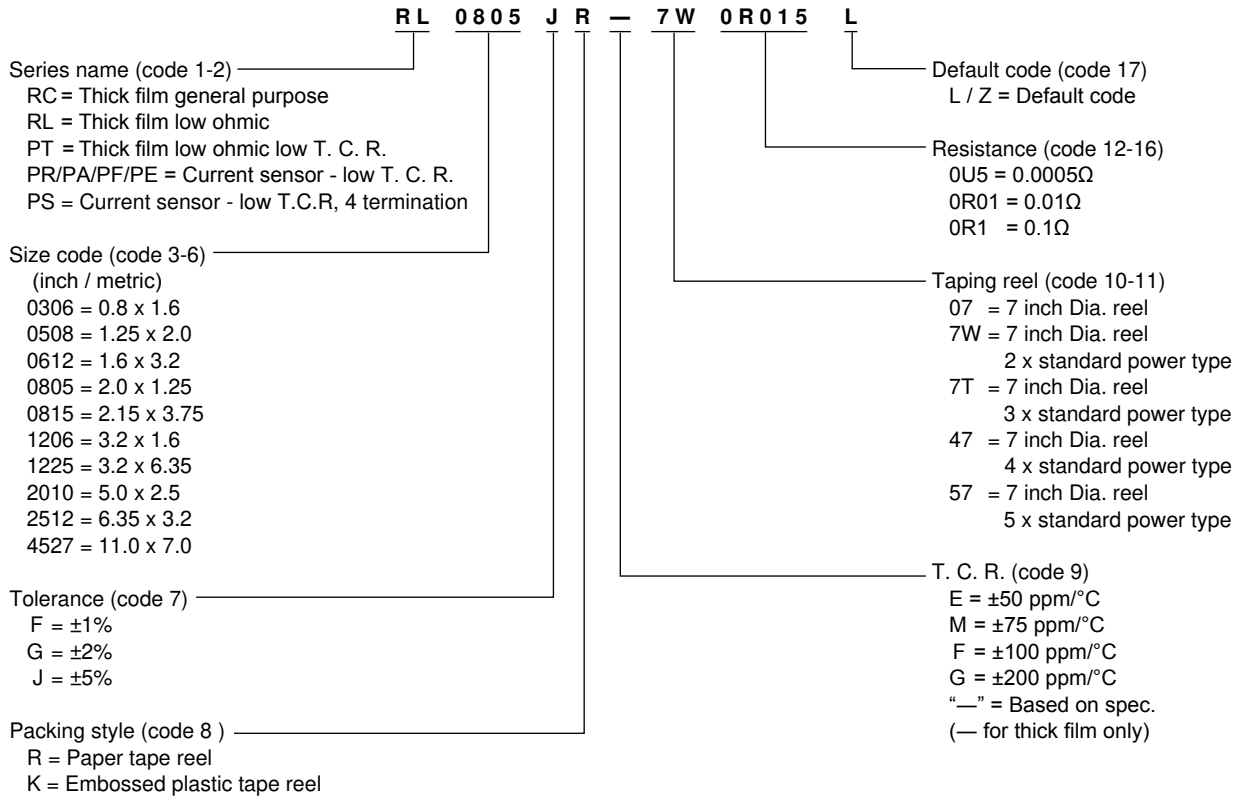 RL 0805 J R — 7W 0R015 L
Series name (code 1-2)
RC = Thick film general purpose
RL = Thick film low ohmic
PT = Thick film low ohmic low T. C. R.
PR/PA/PF/PE = Current sensor - low T. C. R.
PS = Current sensor - low T.C.R, 4 termination
Size code (code 3-6)
(inch / metric)
0306 = 0.8 x 1.6
0508 = 1.25 x 2.0
0612 = 1.6 x 3.2
0805 = 2.0 x 1.25
0815 = 2.15 x 3.75
1206 = 3.2 x 1.6
1225 = 3.2 x 6.35
2010 = 5.0 x 2.5
2512 = 6.35 x 3.2
4527 = 11.0 x 7.0
Tolerance (code 7)
F = ±1%
G = ±2%
J = ±5%
Packing style (code 8 )
R = Paper tape reel
K = Embossed plastic tape reel
Default code (code 17)
L / Z = Default code
Resistance (code 12-16)
0U5 = 0.0005Ω
0R01 = 0.01Ω
0R1 = 0.1Ω
Taping reel (code 10-11)
07 = 7 inch Dia. reel
7W = 7 inch Dia. reel
2 x standard power type
7T = 7 inch Dia. reel
3 x standard power type
47 = 7 inch Dia. reel
4 x standard power type
57 = 7 inch Dia. reel
5 x standard power type
T. C. R. (code 9)
E = ±50 ppm/°C
M = ±75 ppm/°C
F = ±100 ppm/°C
G = ±200 ppm/°C
“—” = Based on spec.
(— for thick film only)